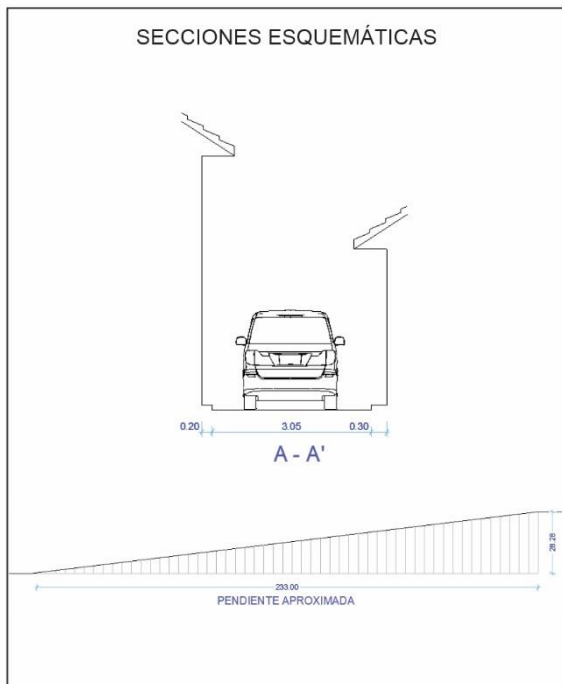 SECCIONES ESQUEMÁTICAS
0.20 3.05 0.30
A - A'
28.28
233.00
PENDIENTE APROXIMADA